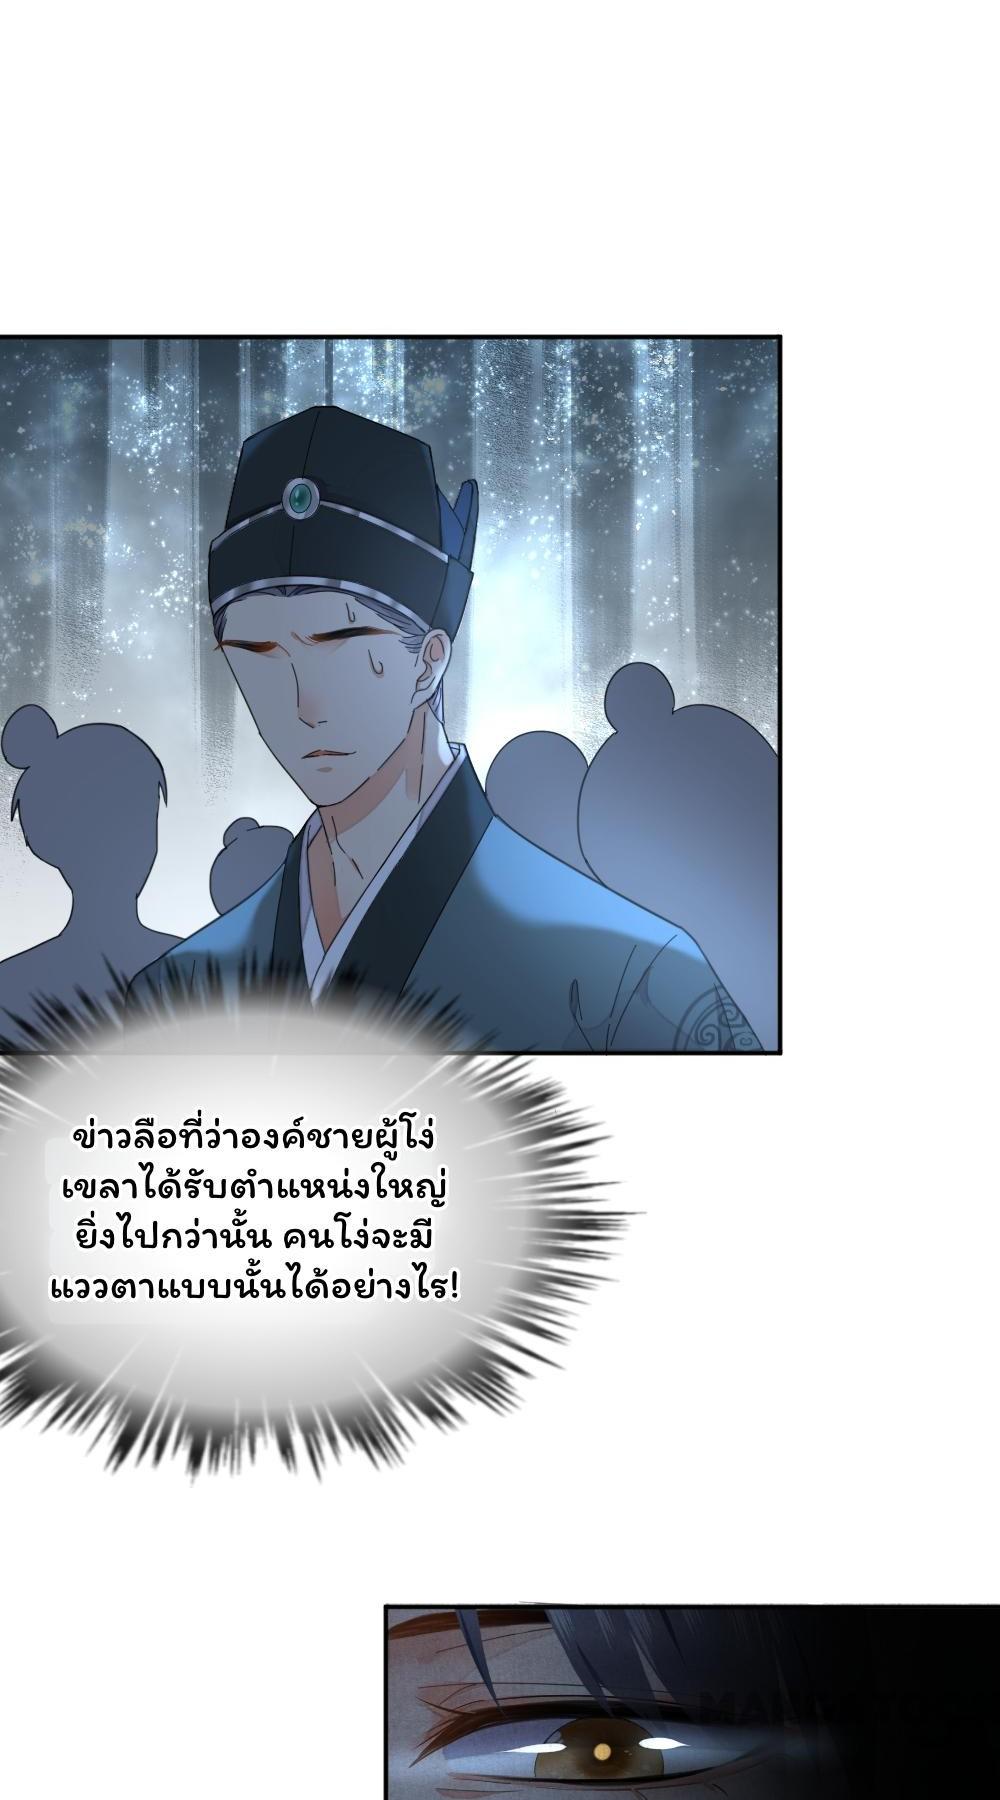 ข่าวลือที่ว่าองค์ชายผู้โง่
เขลาได้รับตำแหน่งใหญ่
ยิ่งไปกว่านั้น คนโง่จะมี
แววตาแบบนั้นได้อย่างไร!
MANGATOON